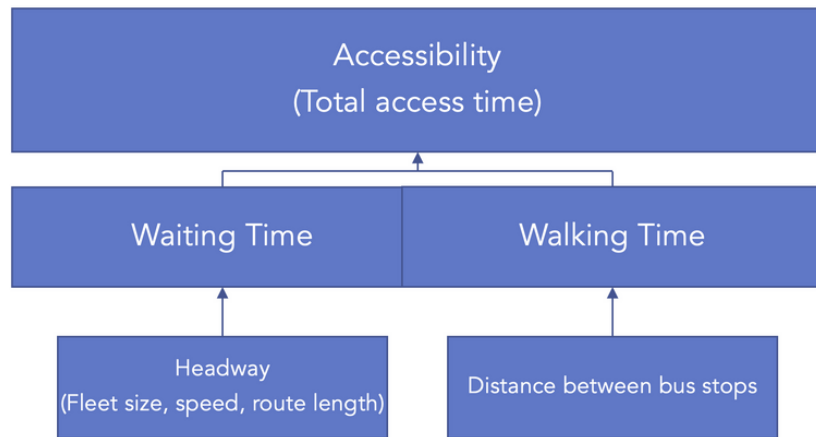 Accessibility
(Total access time)
Waiting Time
Walking Time
Headway
(Fleet size, speed, route length)
Distance between bus stops